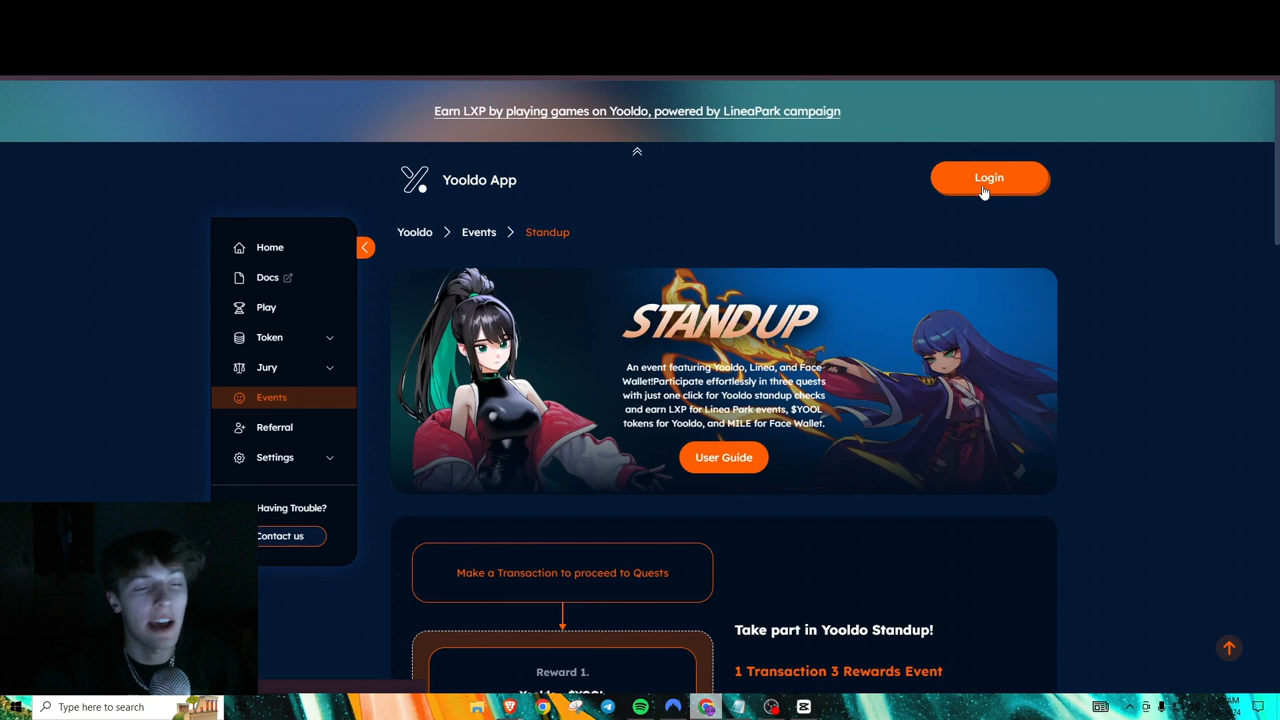 Earn LXP by playing games on Yooldo, powered by LineaPark campaign
Yooldo App
Login
Yooldo
Events
Standup
Home
Docs
Play
Token
Jury
Events
Referral
Settings
Having Trouble?
Contact us
STANDUP
An event featuring Yooldo, Linea, and Face
Wallet!Participate effortlessly in three quests
with just one click for Yooldo standup checks
and earn LXP for Linea Park events, $YOOL
tokens for Yooldo, and MILE for Face Wallet.
User Guide
Make a Transaction to proceed to Quests
Reward 1.
Take part in Yooldo Standup!
1 Transaction 3 Rewards Event
Type here to search